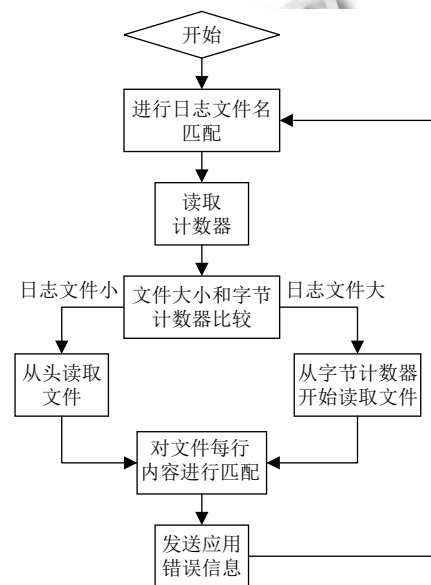 开始
进行日志文件名
匹配
读取
计数器
日志文件小
文件大小和字节
计数器比较
日志文件大
从头读取
文件
从字节计数器
开始读取文件
对文件每行
内容进行匹配
发送应用
错误信息